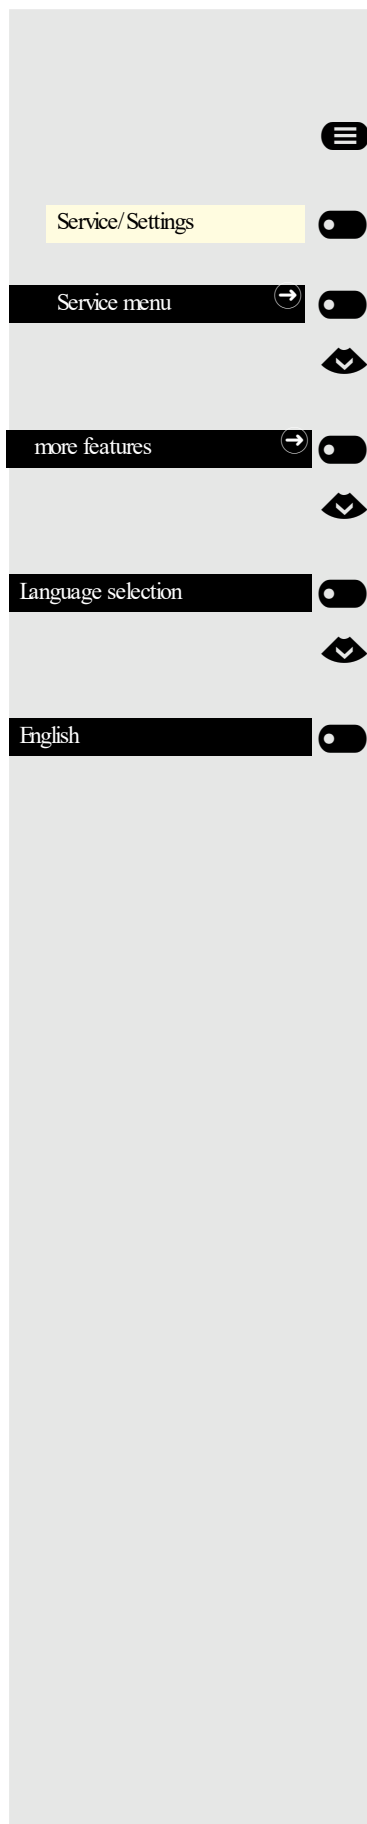 Service/Settings
Service menu
more features
Language selection
English